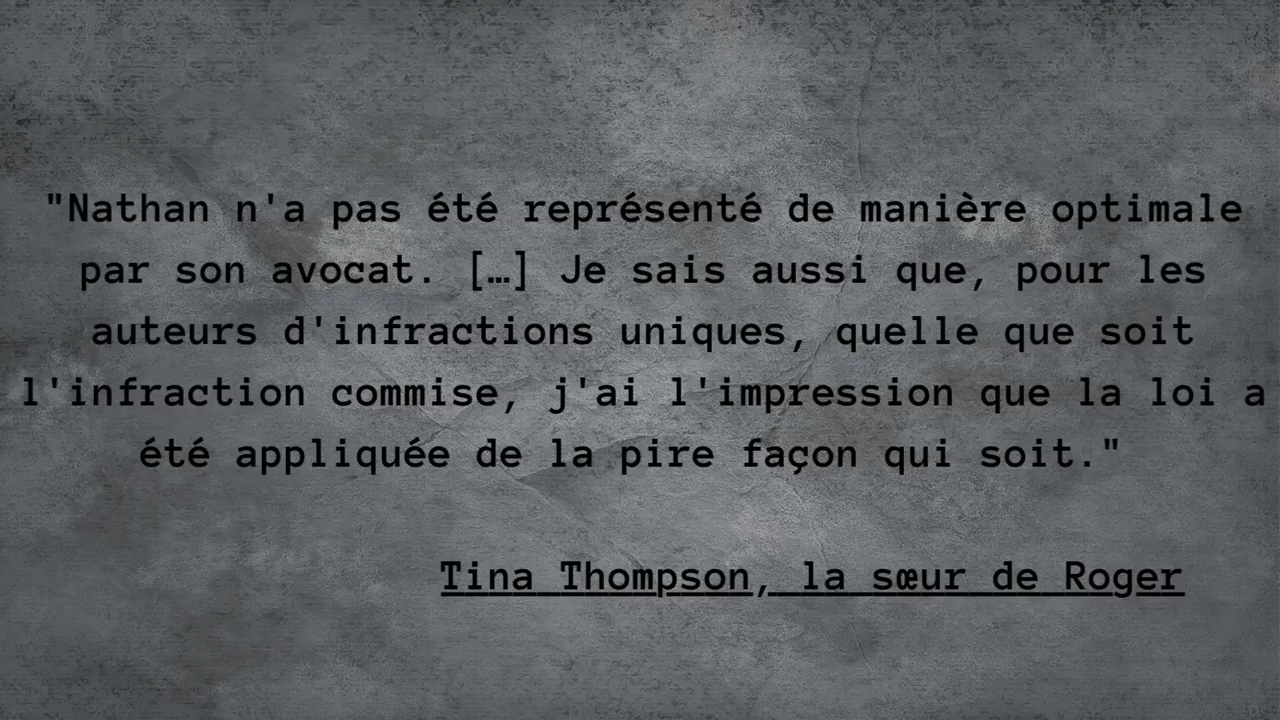 "Nathan n'a pas été représenté de manière optimale
par son avocat. […] Je sais aussi que, pour les
auteurs d'infractions uniques, quelle que soit
l'infraction commise, j'ai l'impression que la loi a
été appliquée de la pire façon qui soit."
Tina Thompson, la sœur de Roger